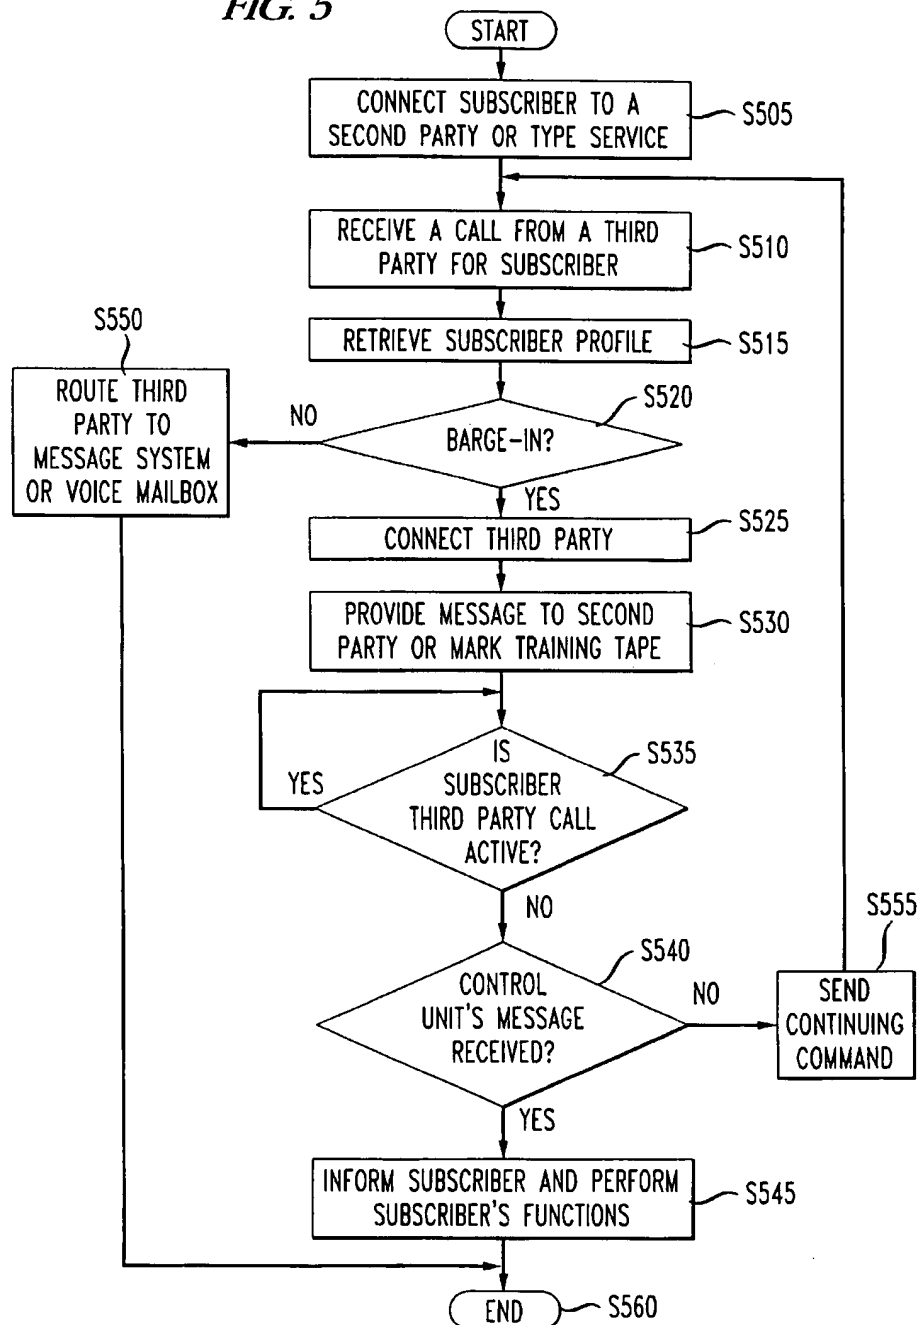 FIG. 5
START
CONNECT SUBSCRIBER TO A
SECOND PARTY OR TYPE SERVICE
S505
RECEIVE A CALL FROM A THIRD
PARTY FOR SUBSCRIBER
S510
RETRIEVE SUBSCRIBER PROFILE
S515
S550
ROUTE THIRD
PARTY TO
MESSAGE SYSTEM
OR VOICE MAILBOX
NO
BARGE-IN?
S520
YES
CONNECT THIRD PARTY
S525
PROVIDE MESSAGE TO SECOND
PARTY OR MARK TRAINING TAPE
S530
YES
IS
SUBSCRIBER
THIRD PARTY CALL
ACTIVE?
S535
NO
CONTROL
UNIT'S MESSAGE
RECEIVED?
S540
NO
S555
SEND
CONTINUING
COMMAND
YES
INFORM SUBSCRIBER AND PERFORM
SUBSCRIBER'S FUNCTIONS
S545
END
S560